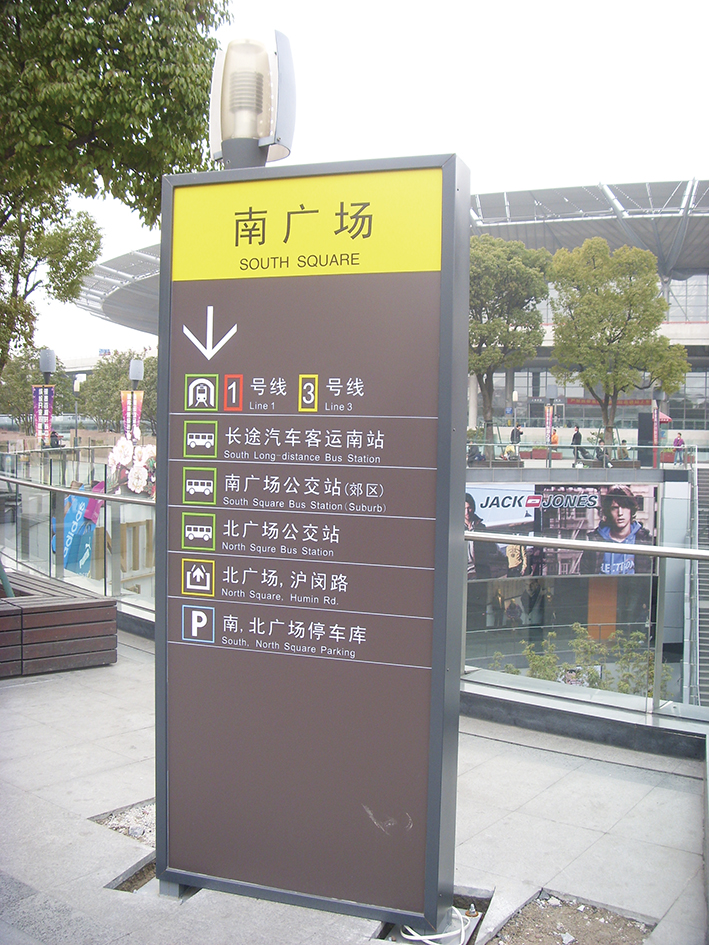 南广场
SOUTH SQUARE
1 号线 3 号线
Line 1 Line 3
长途汽车客运南站
South Long-distance Bus Station
南广场公交站(郊区)
South Square Bus Station(Suburb)
北广场公交站
North Squre Bus Station
北广场,沪闵路
North Square, Humin Rd.
P 南,北广场停车库
South, North Square Parking
JACK JONES